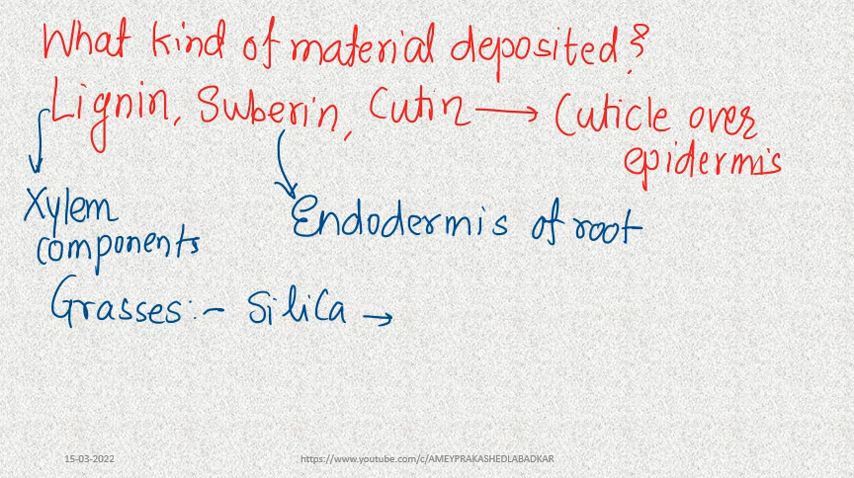 What kind of material deposited?
Lignin, Suberin, Cutin → Cuticle over
epidermis
Xylem
components
Endodermis of root
Grasses:- Silica →
15-03-2022
https://www.youtube.com/c/AMEYPRAKASHEDLABADKAR